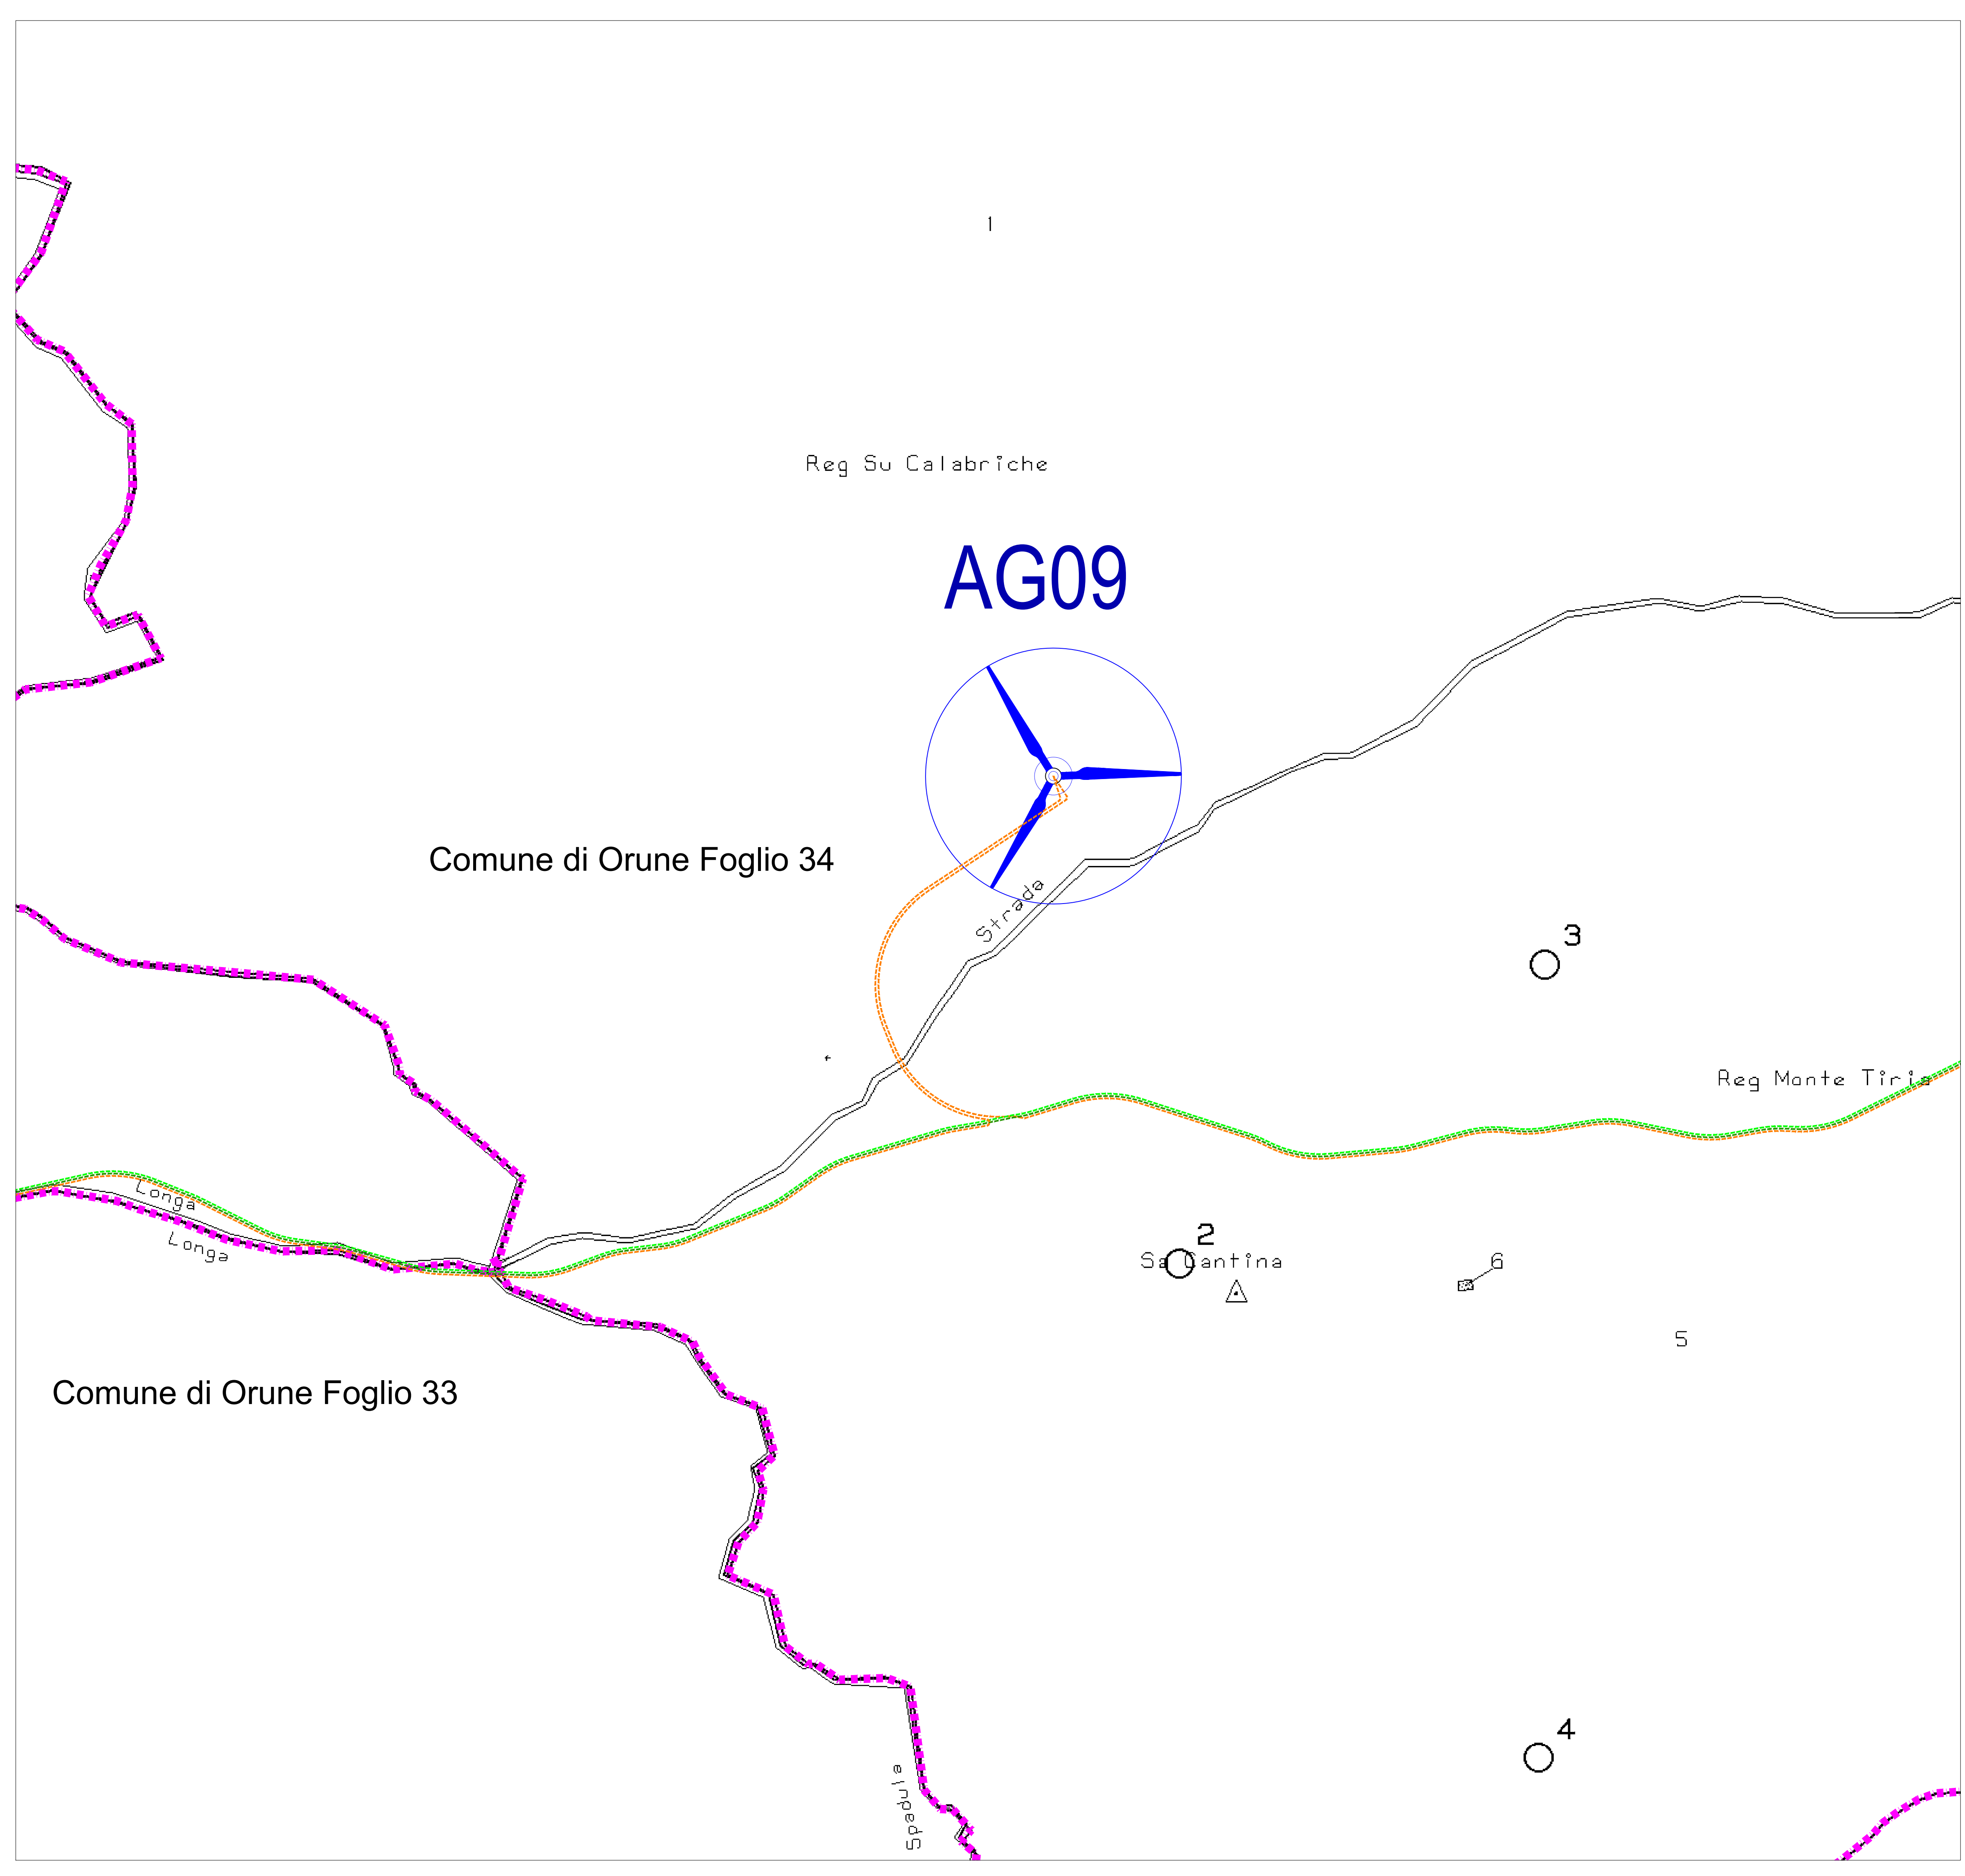 1
Reg Su Calabriche
AG09
Comune di Orune Foglio 34
Strada
3
Reg Monte Tiria
Longa
Longa
2
Sa Cantina
6
5
Comune di Orune Foglio 33
4
Spadula